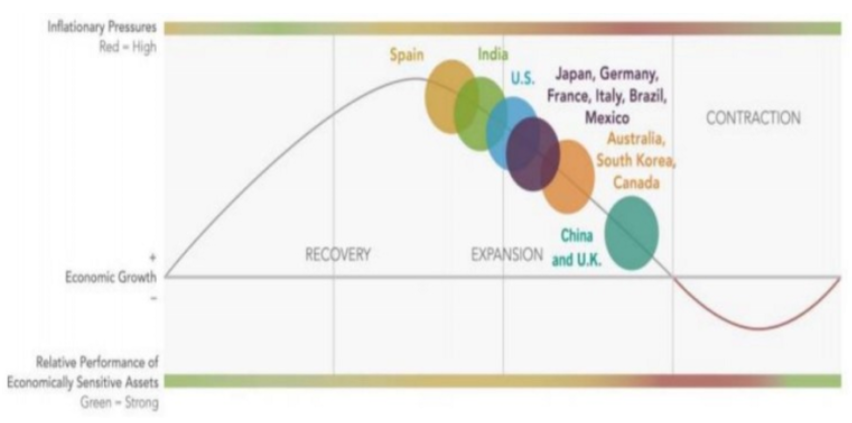 Inflationary Pressures
Red = High
Spain
India
U.S.
Japan, Germany,
France, Italy, Brazil,
Mexico
Australia,
South Korea,
Canada
CONTRACTION
RECOVERY
EXPANSION
China
and U.K.
+
Economic Growth
–
Relative Performance of
Economically Sensitive Assets
Green = Strong